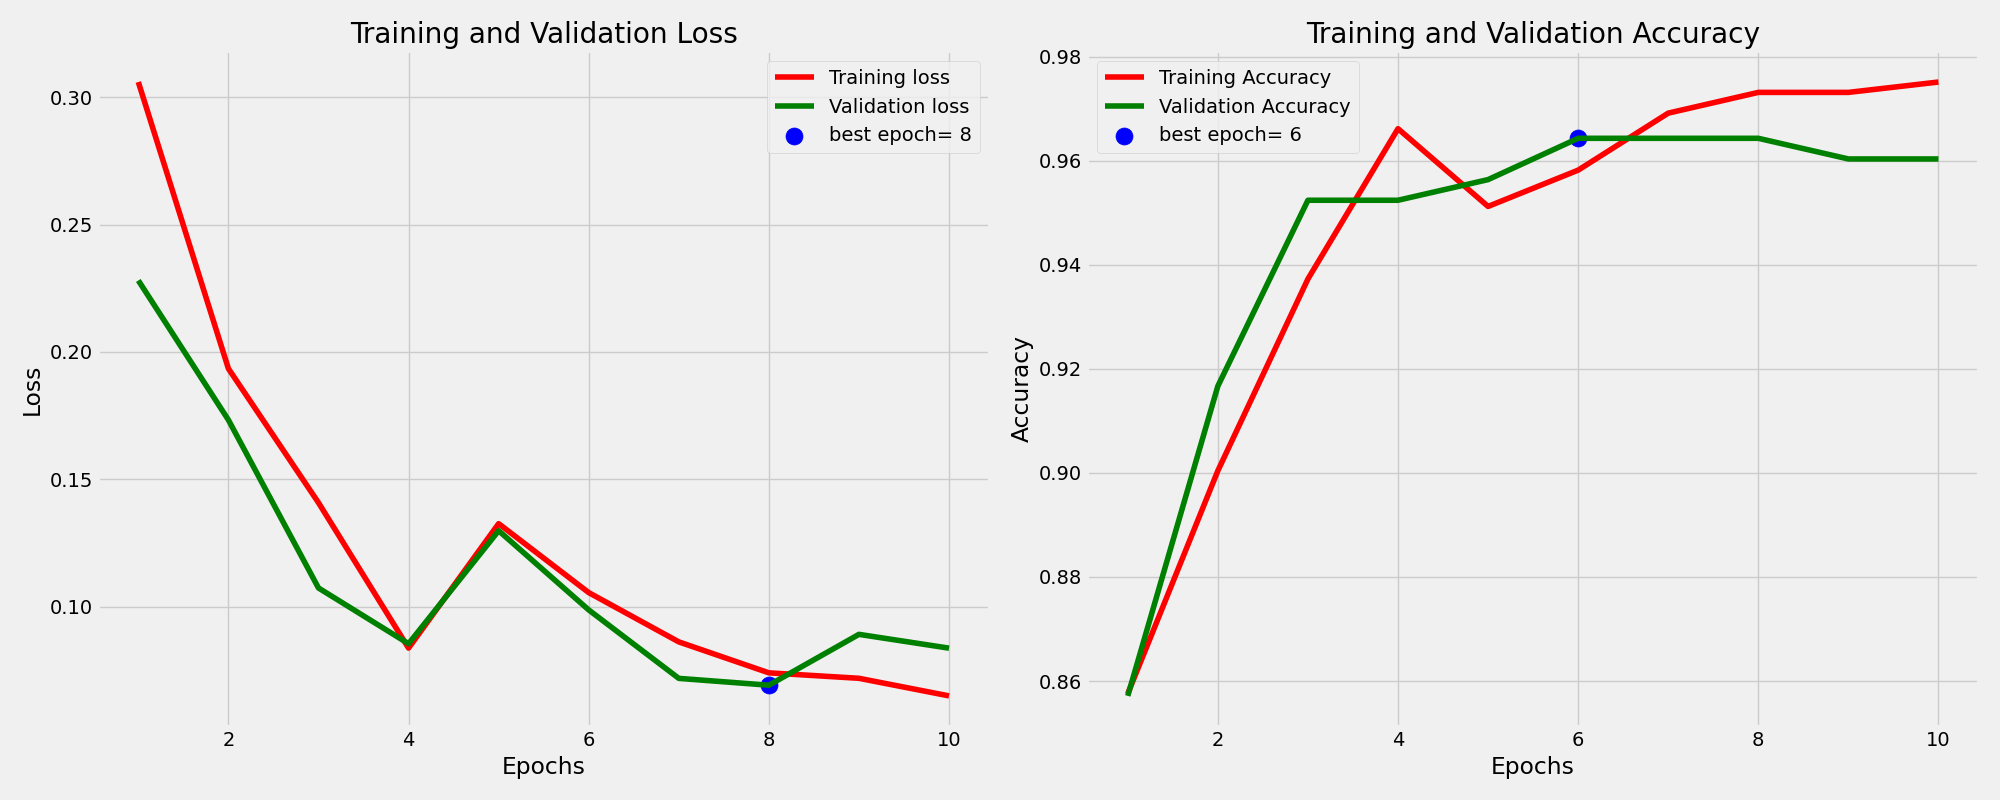 Training and Validation Loss
Training loss
Validation loss
best epoch= 8
0.30
0.25
0.20
0.15
0.10
Loss
2 4 6 8 10
Epochs
Training and Validation Accuracy
Training Accuracy
Validation Accuracy
best epoch= 6
0.98
0.96
0.94
0.92
0.90
0.88
0.86
Accuracy
2 4 6 8 10
Epochs